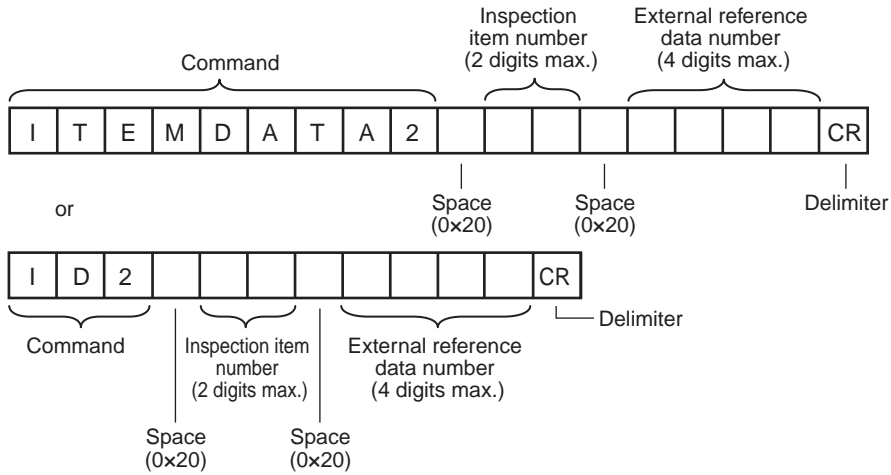 Inspection
item number
(2 digits max.)
External reference
data number
(4 digits max.)
Command
I T E M D A T A 2 CR
Space
(0×20)
Space
(0×20)
Delimiter
or
I D 2 CR
Delimiter
Command
Inspection item
number
(2 digits max.)
External reference
data number
(4 digits max.)
Space
(0×20)
Space
(0×20)